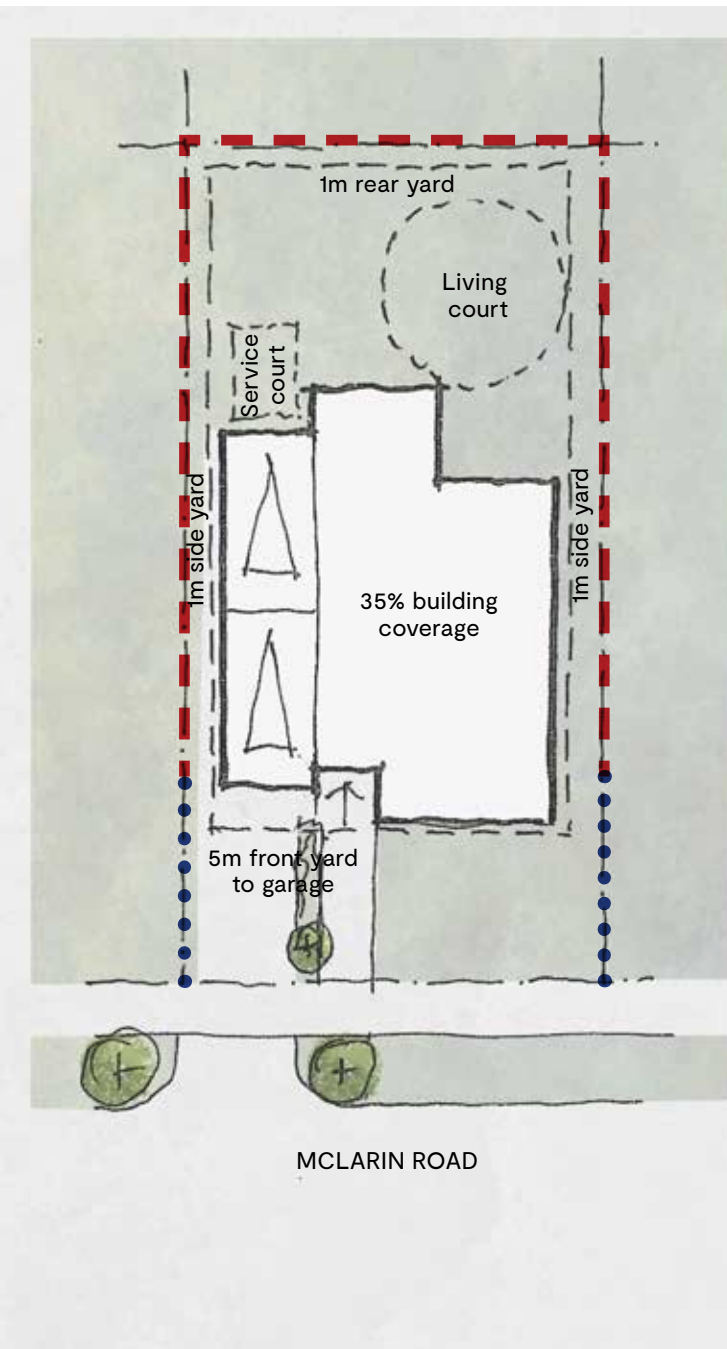 1m rear yard
Living
court
Service
court
1m side yard
1m side yard
35% building
coverage
5m front yard
to garage
MCLARIN ROAD